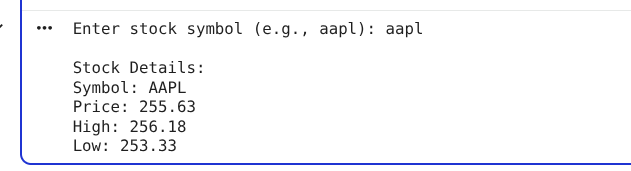 Enter stock symbol (e.g., aapl): aapl
Stock Details:
Symbol: AAPL
Price: 255.63
High: 256.18
Low: 253.33